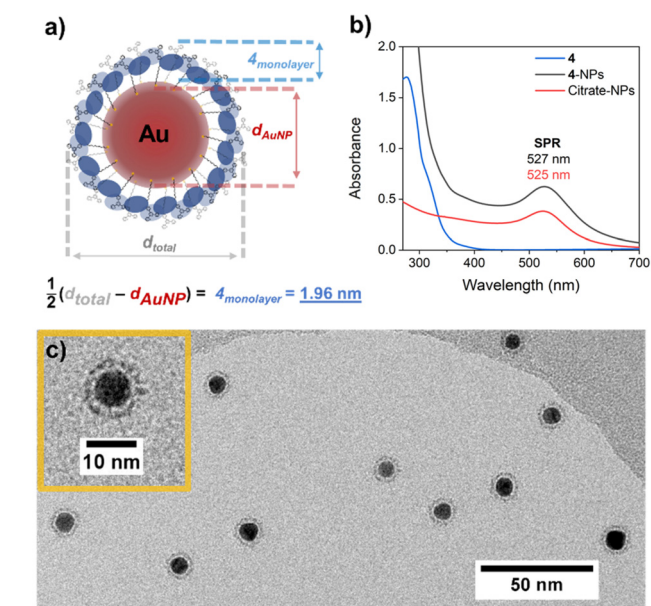 a)
4monolayer
Au
dAuNP
dtotal
1/2(dtotal – dAuNP) = 4monolayer = 1.96 nm
b)
2.0
1.5
1.0
0.5
0.0
Absorbance
4
4-NPs
Citrate-NPs
SPR
527 nm
525 nm
300 400 500 600 700
Wavelength (nm)
c)
10 nm
50 nm